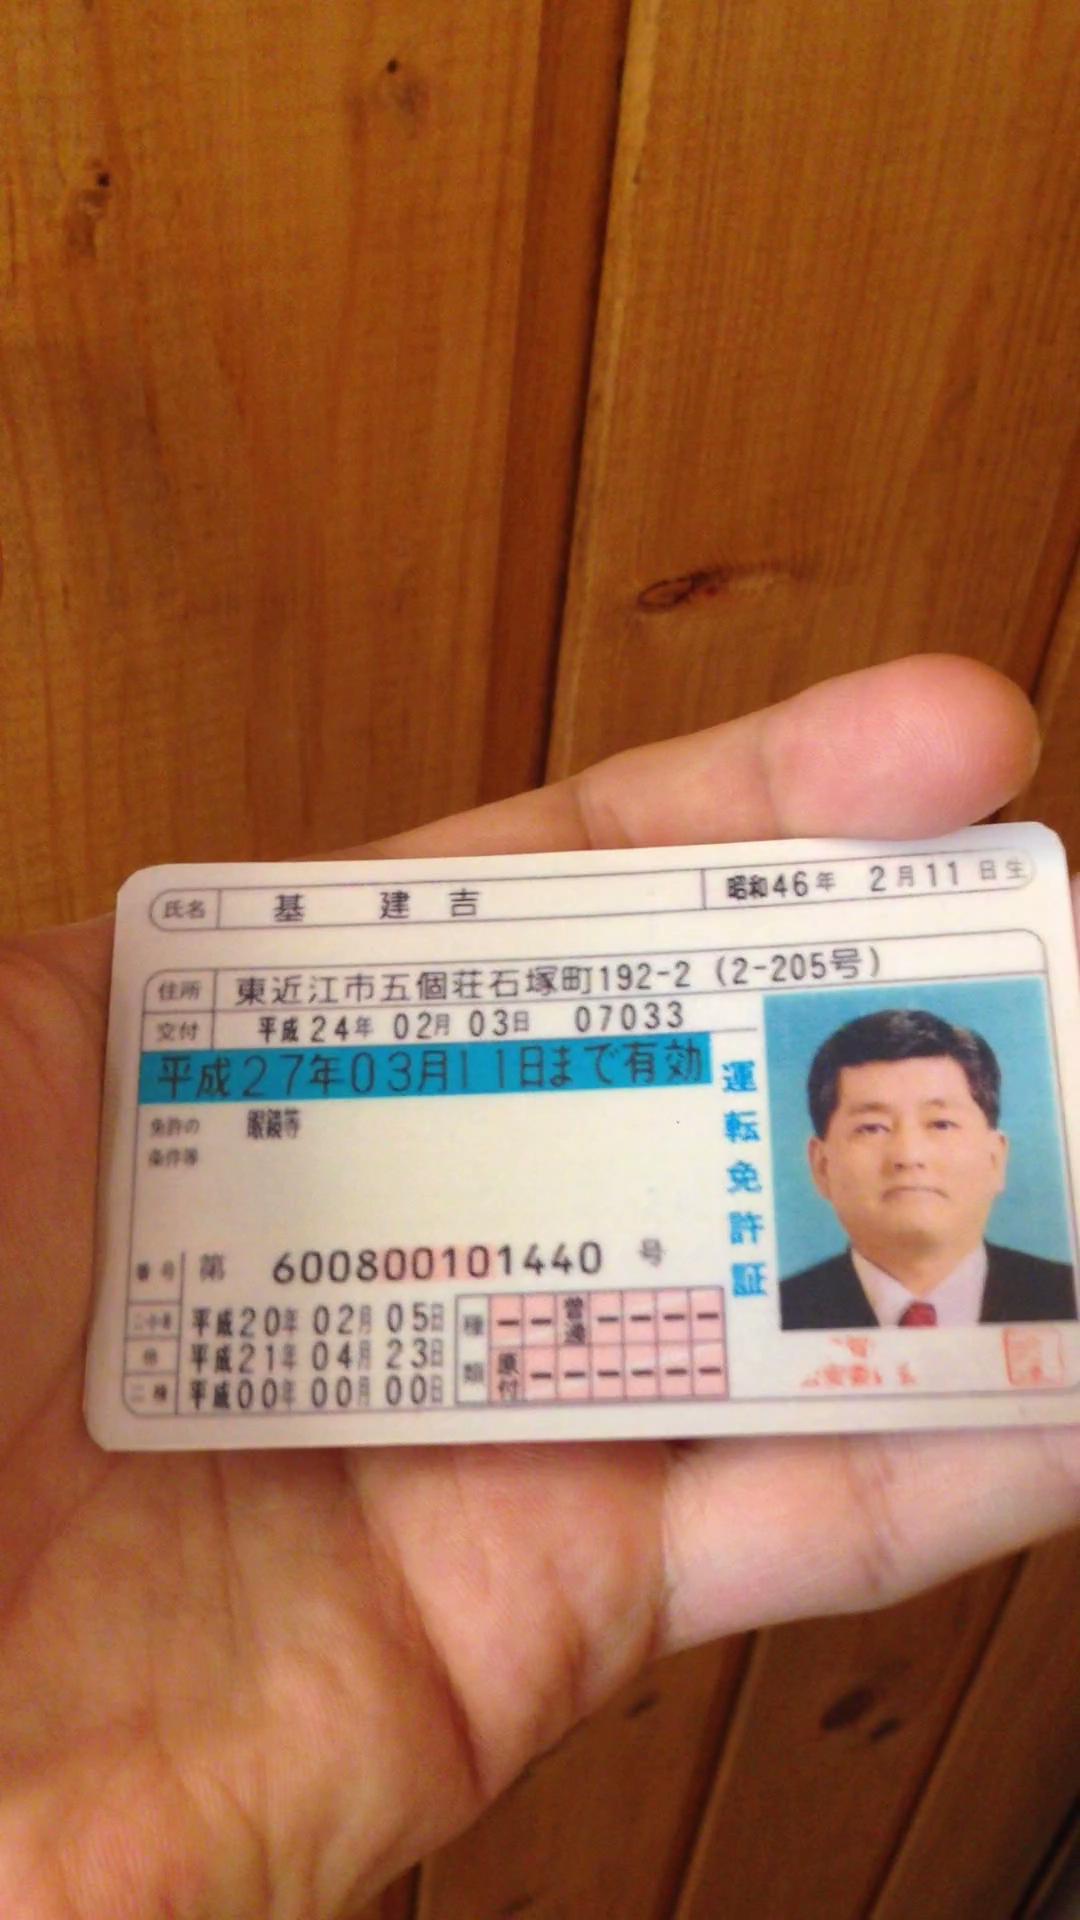 氏名 基 建 吉 昭和46年 2月11日生
住所 東近江市五個荘石塚町192-2 (2-205号)
交付 平成24年 02月 03日 07033
平成27年03月11日まで有効
免許の 眼鏡等
条件等
運転免許証
番号 第 600800101440 号
二・小・原 平成20年 02月 05日
他 平成21年 04月 23日
二種 平成00年 00月 00日
種類 普通 原付